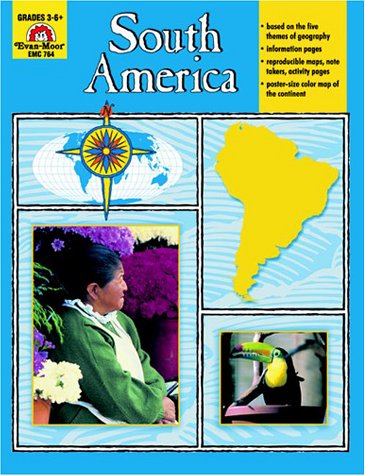 GRADES 3-6+
Evan-Moor
EMC 764
South
America
• based on the five
themes of geography
• information pages
• reproducible maps, note
takers, activity pages
• poster-size color map of
the continent
N